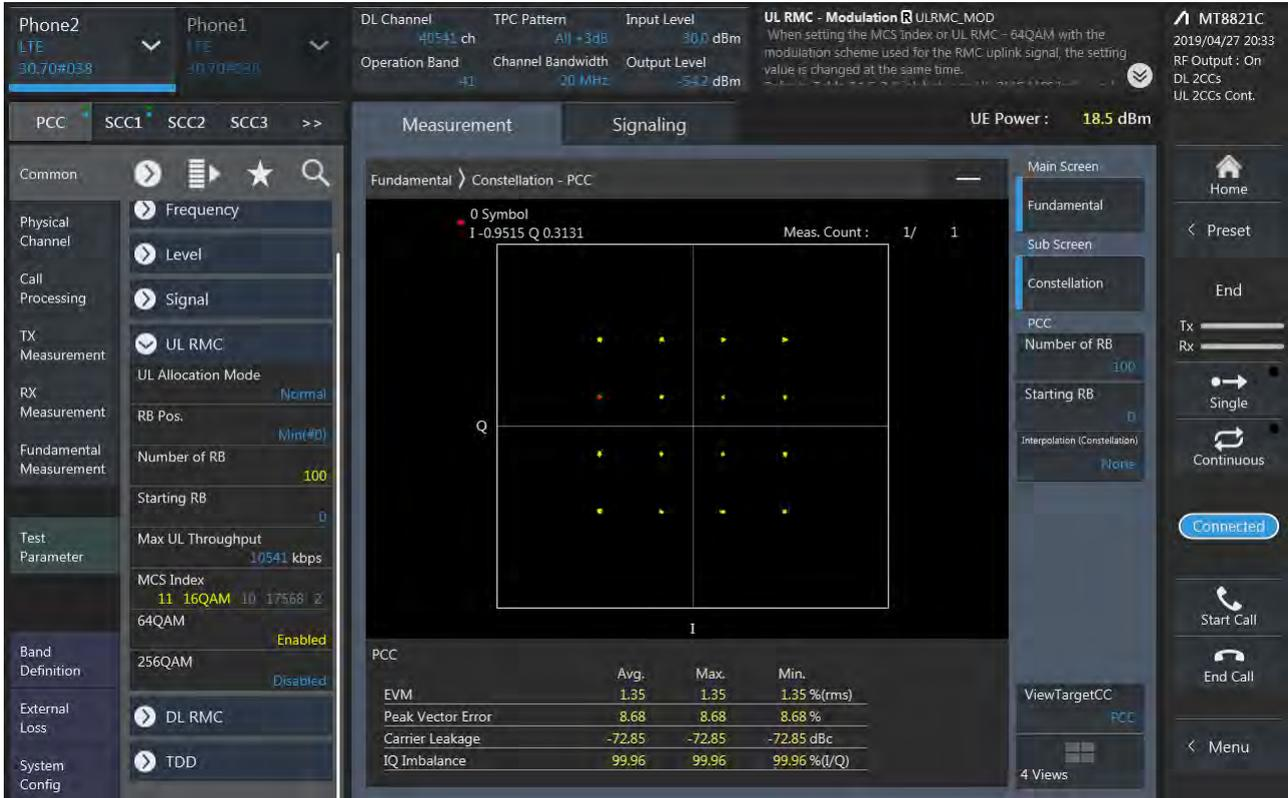 Phone2
LTE
30.70#038
Phone1
LTE
30.70#038
DL Channel
40541 ch
TPC Pattern
All +3dB
Input Level
30.0 dBm
Operation Band
41
Channel Bandwidth
20 MHz
Output Level
-54.2 dBm
UL RMC - Modulation R ULRMC_MOD
When setting the MCS Index or UL RMC - 64QAM with the
modulation scheme used for the RMC uplink signal, the setting
value is changed at the same time.
MT8821C
2019/04/27 20:33
RF Output : On
DL 2CCs
UL 2CCs Cont.
PCC SCC1 SCC2 SCC3 >>
Measurement Signaling
UE Power : 18.5 dBm
Common
Physical
Channel
Call
Processing
TX
Measurement
RX
Measurement
Fundamental
Measurement
Test
Parameter
Band
Definition
External
Loss
System
Config
Frequency
Level
Signal
UL RMC
UL Allocation Mode
Normal
RB Pos.
Min(#0)
Number of RB
100
Starting RB
0
Max UL Throughput
10541 kbps
MCS Index
11 16QAM 10 17568 2
64QAM
Enabled
256QAM
Disabled
DL RMC
TDD
Fundamental > Constellation - PCC
0 Symbol
I -0.9515 Q 0.3131
Meas. Count : 1/ 1
Q
I
PCC
Avg. Max. Min.
EVM 1.35 1.35 1.35 %(rms)
Peak Vector Error 8.68 8.68 8.68 %
Carrier Leakage -72.85 -72.85 -72.85 dBc
IQ Imbalance 99.96 99.96 99.96 %(I/Q)
Main Screen
Fundamental
Sub Screen
Constellation
PCC
Number of RB
100
Starting RB
0
Interpolation (Constellation)
None
ViewTargetCC
PCC
4 Views
Home
< Preset
End
Tx
Rx
Single
Continuous
Connected
Start Call
End Call
< Menu